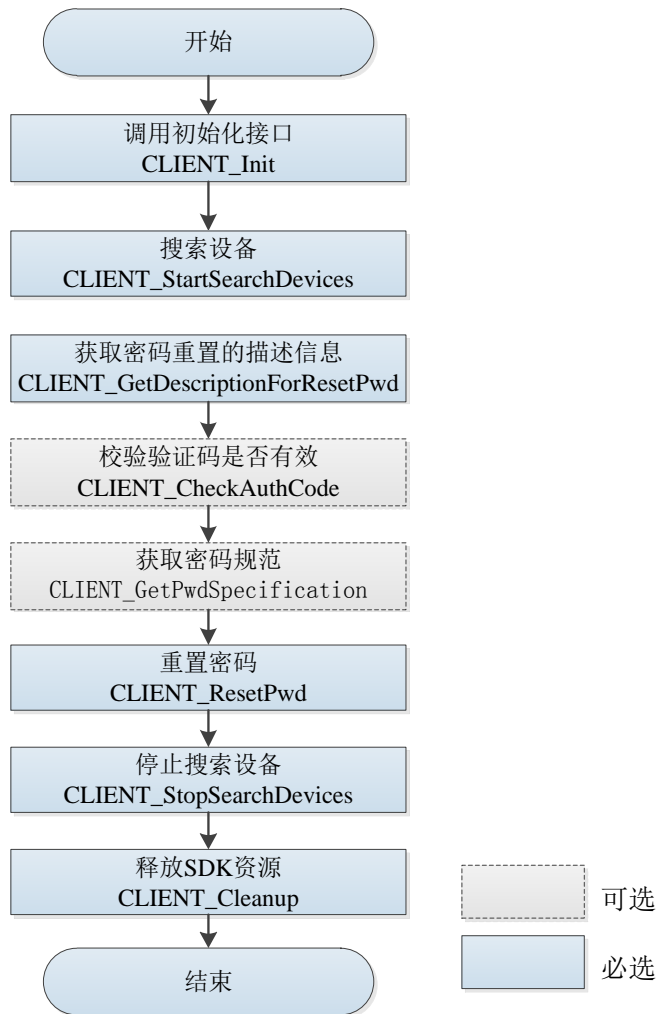 开始
调用初始化接口
CLIENT_Init
搜索设备
CLIENT_StartSearchDevices
获取密码重置的描述信息
CLIENT_GetDescriptionForResetPwd
校验验证码是否有效
CLIENT_CheckAuthCode
获取密码规范
CLIENT_GetPwdSpecification
重置密码
CLIENT_ResetPwd
停止搜索设备
CLIENT_StopSearchDevices
释放SDK资源
CLIENT_Cleanup
结束
可选
必选